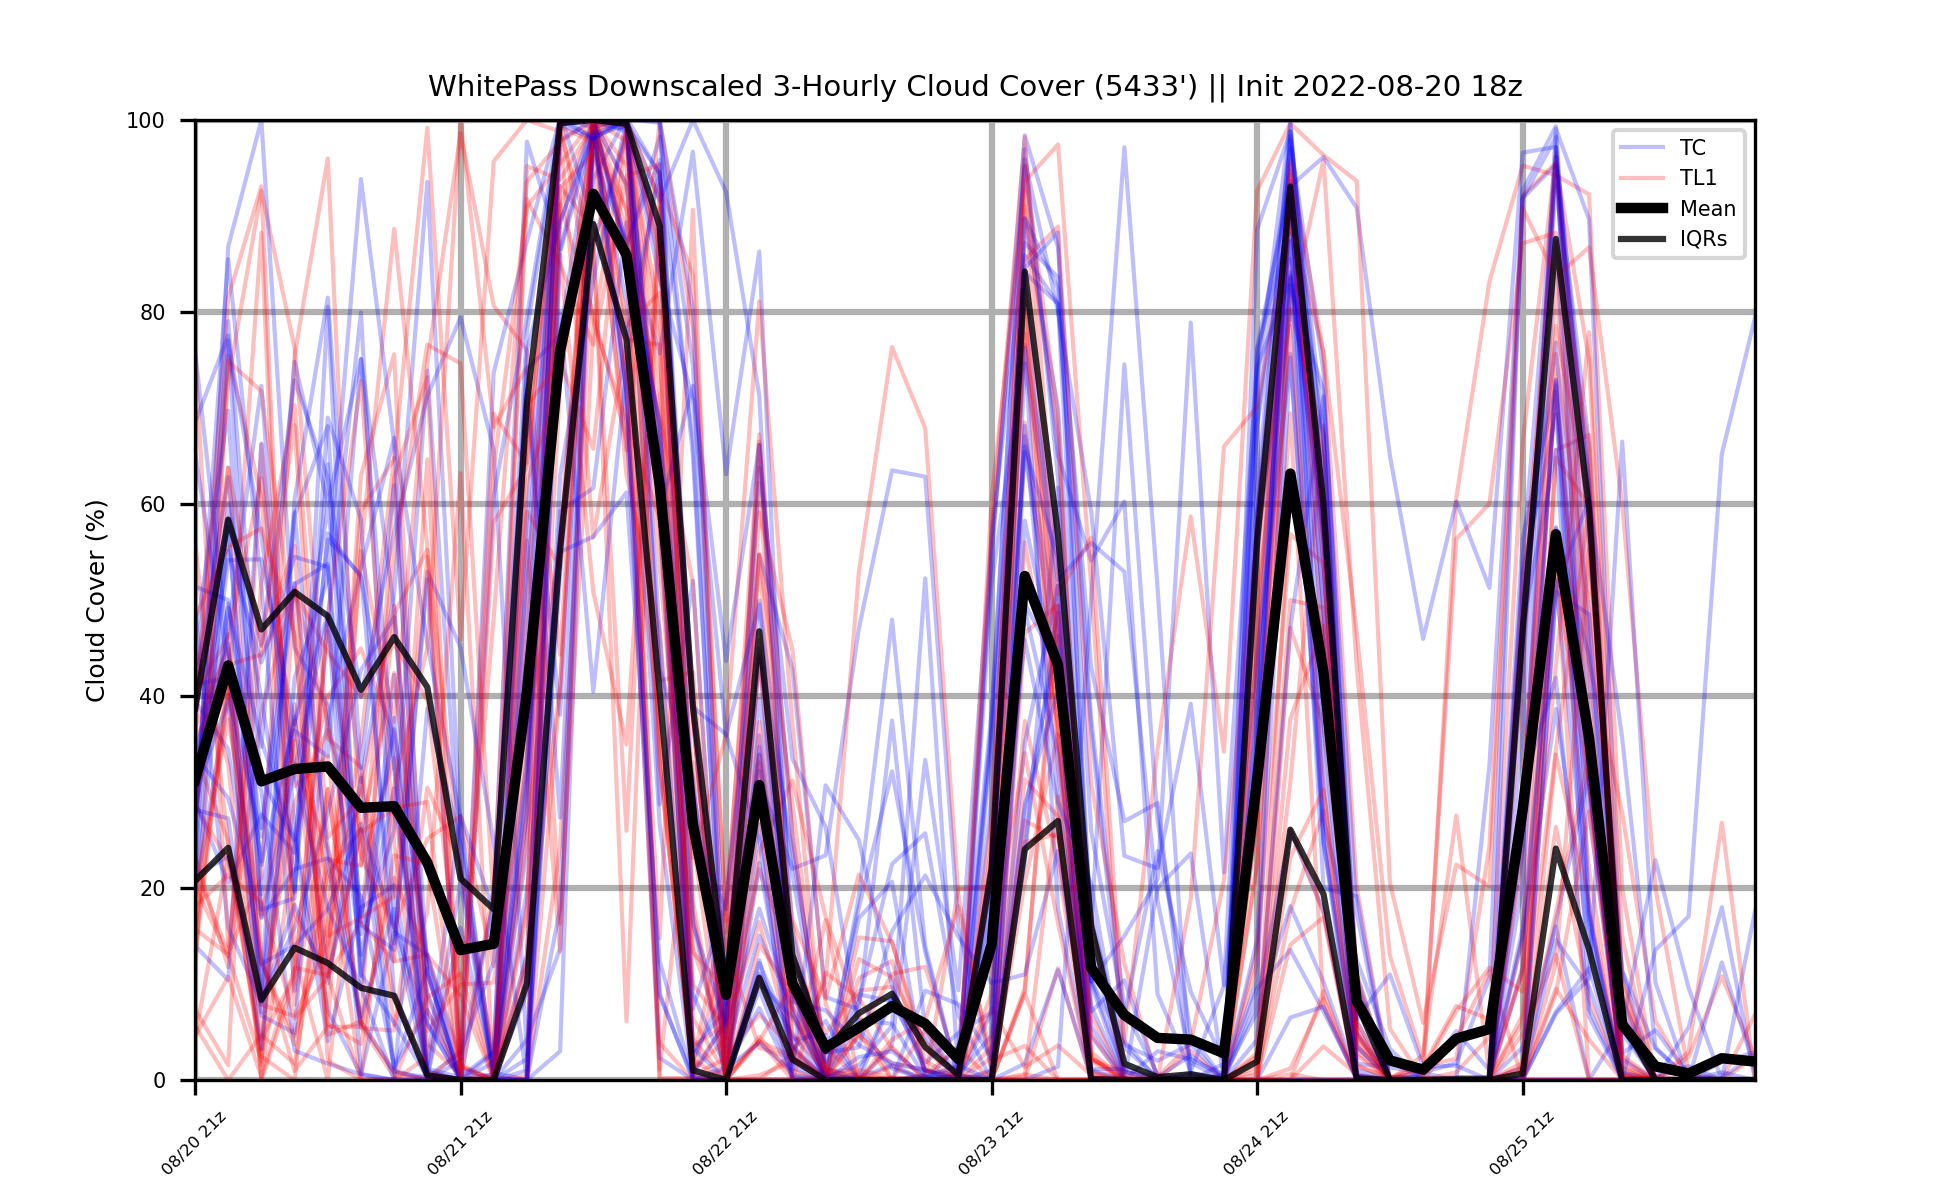 WhitePass Downscaled 3-Hourly Cloud Cover (5433') || Init 2022-08-20 18z
TC
TL1
Mean
IQRs
Cloud Cover (%)
100
80
60
40
20
0
08/20 21z
08/21 21z
08/22 21z
08/23 21z
08/24 21z
08/25 21z